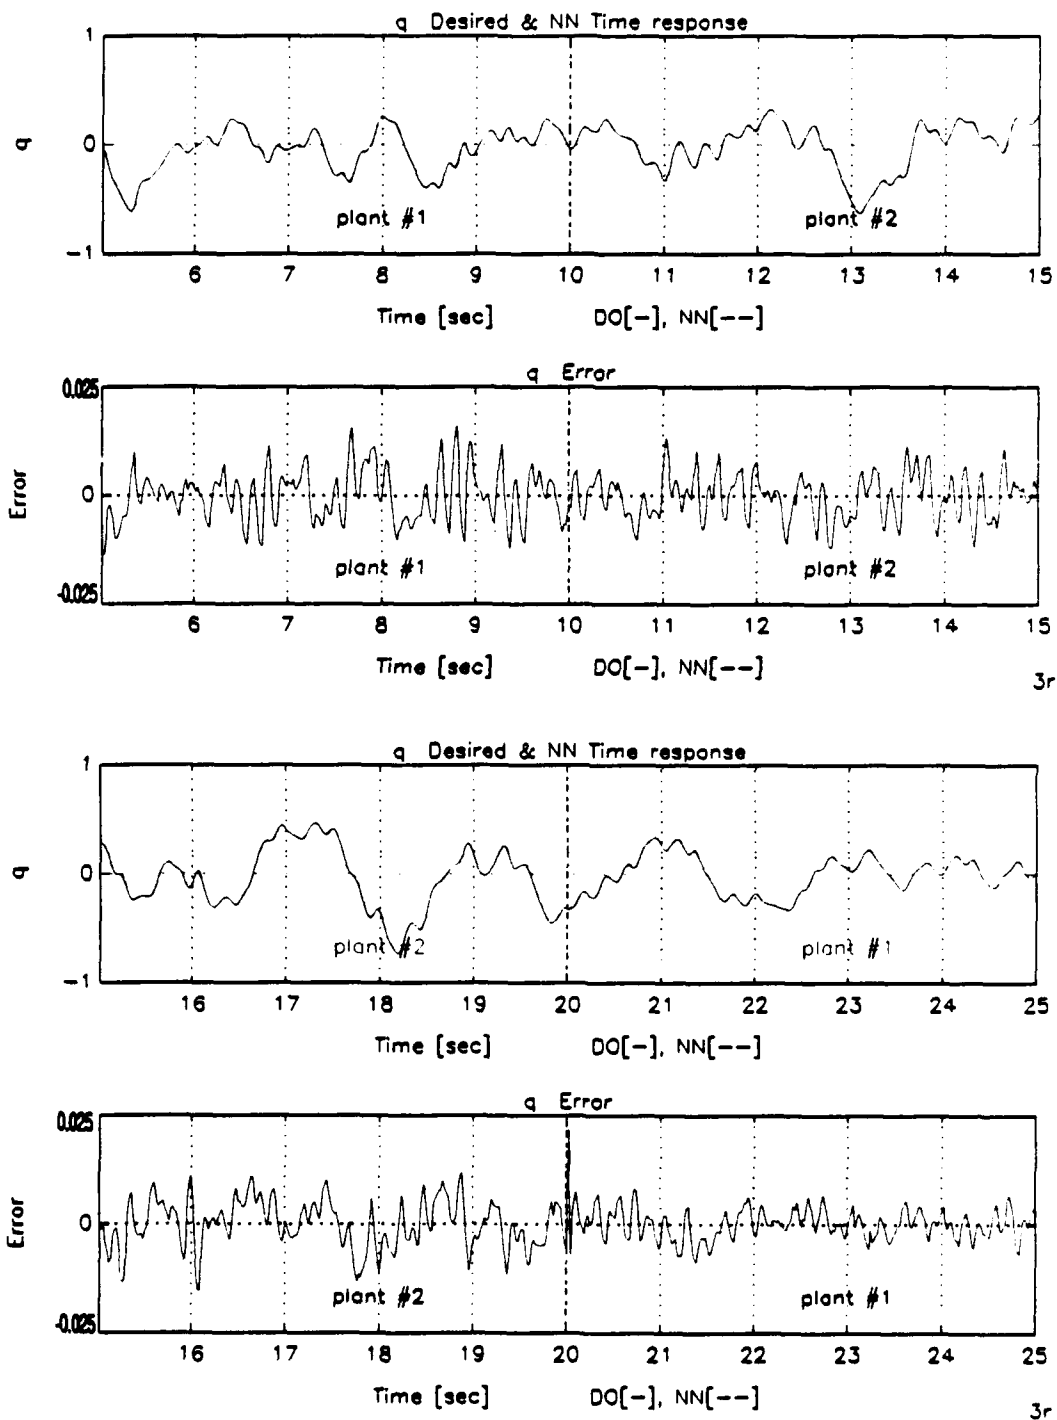 q Desired & NN Time response
1
q
0
plant #1
plant #2
-1
6 7 8 9 10 11 12 13 14 15
Time [sec] DO[-], NN[--]
q Error
0.025
Error
0
plant #1
plant #2
-0.025
6 7 8 9 10 11 12 13 14 15
Time [sec] DO[-], NN[--]
3r
q Desired & NN Time response
1
q
0
plant #2
plant #1
-1
16 17 18 19 20 21 22 23 24 25
Time [sec] DO[-], NN[--]
q Error
0.025
Error
0
plant #2
plant #1
-0.025
16 17 18 19 20 21 22 23 24 25
Time [sec] DO[-], NN[--]
3r